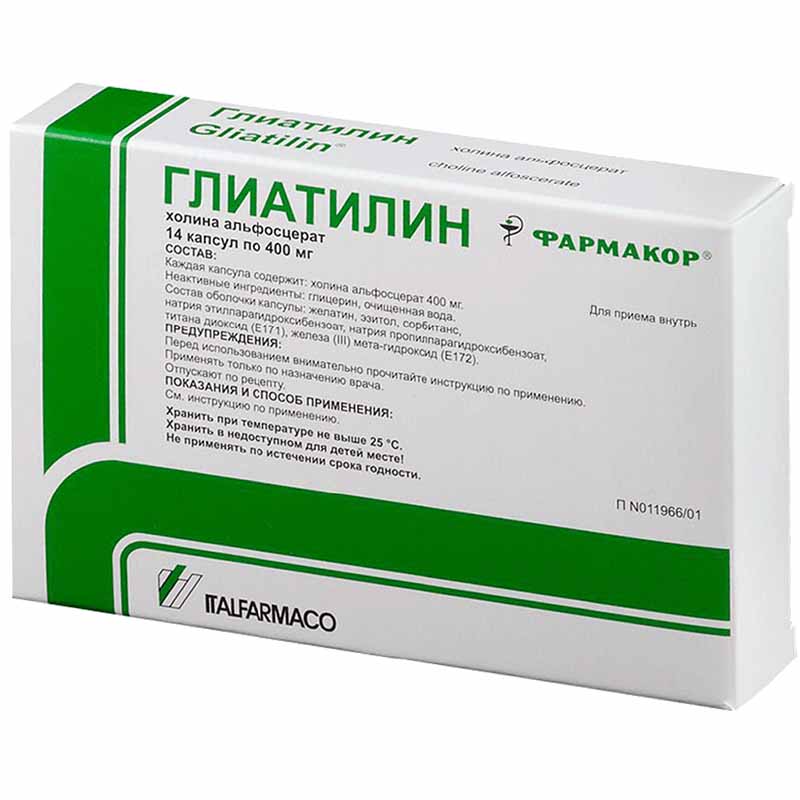 Глиатилин
Gliatilin®
холина альфосцерат
choline alfoscerate
ГЛИАТИЛИН
холина альфосцерат
14 капсул по 400 мг
ФАРМАКОР®
СОСТАВ:
Каждая капсула содержит: холина альфосцерат 400 мг.
Неактивные ингредиенты: глицерин, очищенная вода.
Состав оболочки капсулы: желатин, эзитол, сорбитанс,
натрия этилпарагидроксибензоат, натрия пропилпарагидроксибензоат,
титана диоксид (Е171), железа (III) мета-гидроксид (Е172).
ПРЕДУПРЕЖДЕНИЯ:
Перед использованием внимательно прочитайте инструкцию по применению.
Применять только по назначению врача.
Отпускают по рецепту.
ПОКАЗАНИЯ И СПОСОБ ПРИМЕНЕНИЯ:
См. инструкцию по применению.
Хранить при температуре не выше 25 °С.
Хранить в недоступном для детей месте!
Не применять по истечении срока годности.
Для приема внутрь
П N011966/01
ITALFARMACO